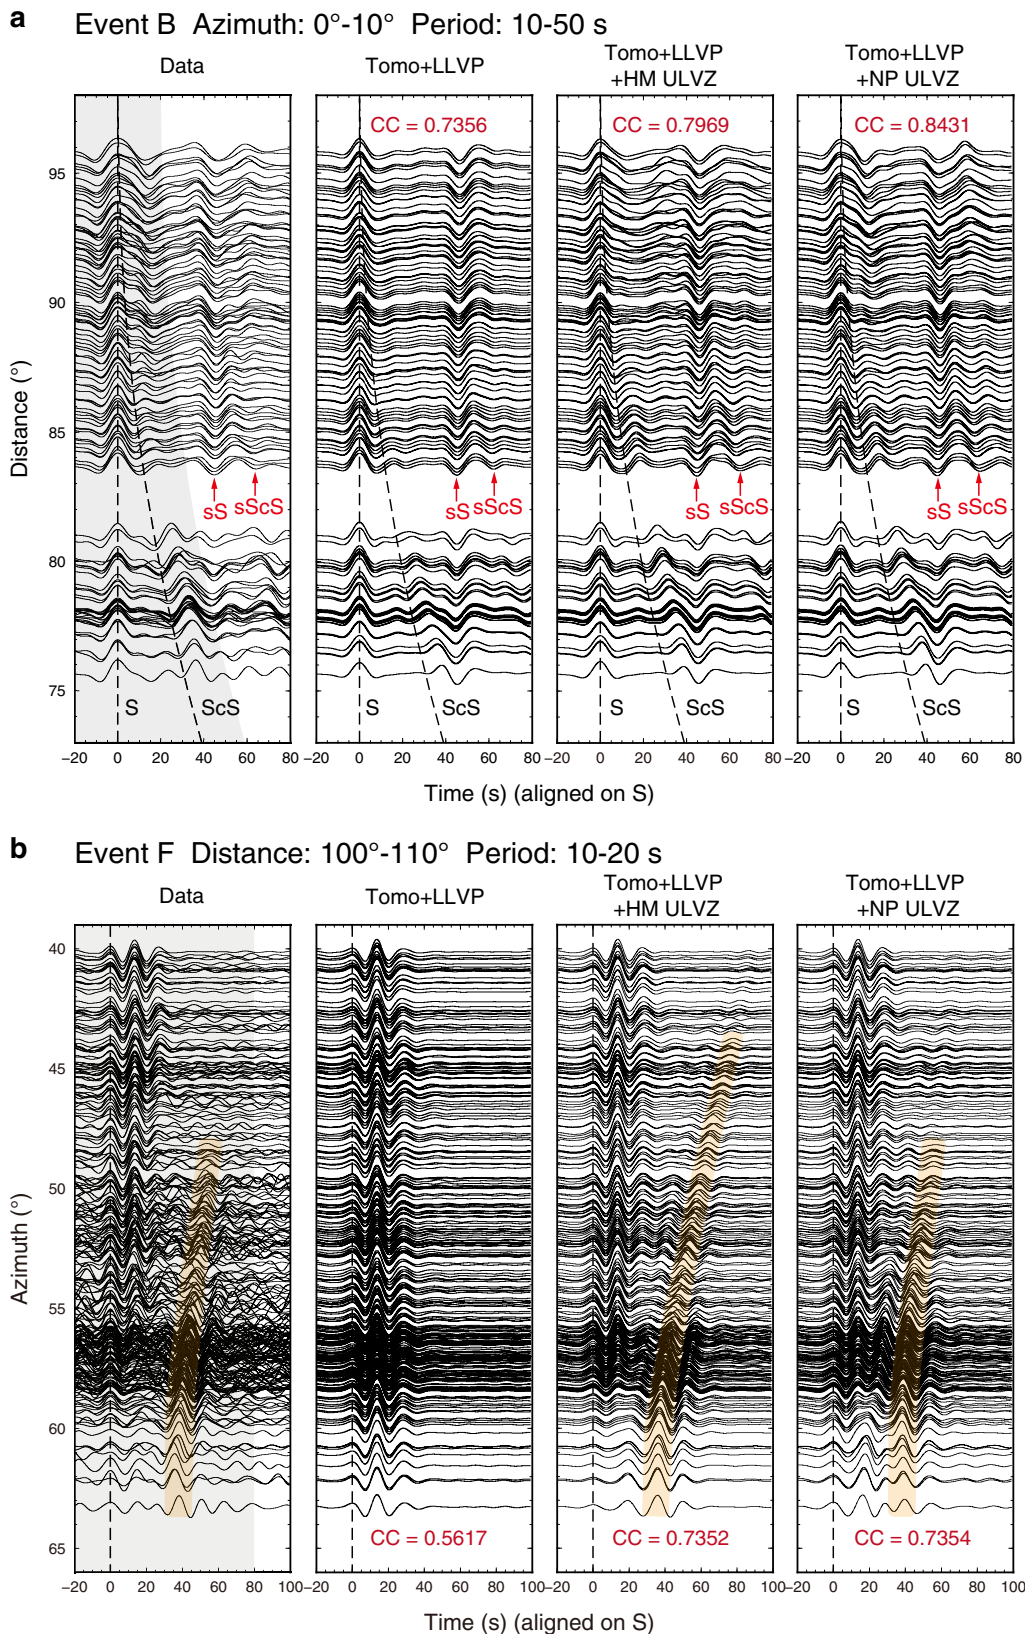 a Event B Azimuth: 0°-10° Period: 10-50 s
Data
Tomo+LLVP
Tomo+LLVP
+HM ULVZ
Tomo+LLVP
+NP ULVZ
CC = 0.7356
CC = 0.7969
CC = 0.8431
95
90
85
80
75
Distance (°)
sS
sScS
sS
sScS
sS
sScS
sS
sScS
S
ScS
S
ScS
S
ScS
S
ScS
−20 0 20 40 60 80
−20 0 20 40 60 80
−20 0 20 40 60 80
−20 0 20 40 60 80
Time (s) (aligned on S)
b Event F Distance: 100°-110° Period: 10-20 s
Data
Tomo+LLVP
Tomo+LLVP
+HM ULVZ
Tomo+LLVP
+NP ULVZ
40
45
50
55
60
65
Azimuth (°)
CC = 0.5617
CC = 0.7352
CC = 0.7354
−20 0 20 40 60 80 100
−20 0 20 40 60 80 100
−20 0 20 40 60 80 100
−20 0 20 40 60 80 100
Time (s) (aligned on S)